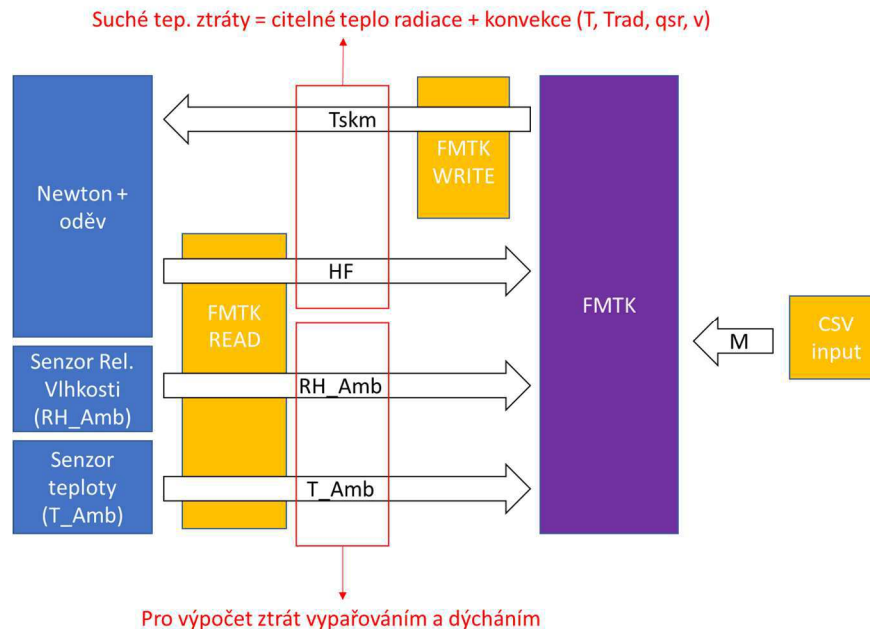 Suché tep. ztráty = citelné teplo radiace + konvekce (T, Trad, qsr, v)
Tskm
FMTK
WRITE
Newton +
oděv
HF
FMTK
READ
FMTK
M
CSV
input
Senzor Rel.
Vlhkosti
(RH_Amb)
RH_Amb
Senzor
teploty
(T_Amb)
T_Amb
Pro výpočet ztrát vypařováním a dýcháním